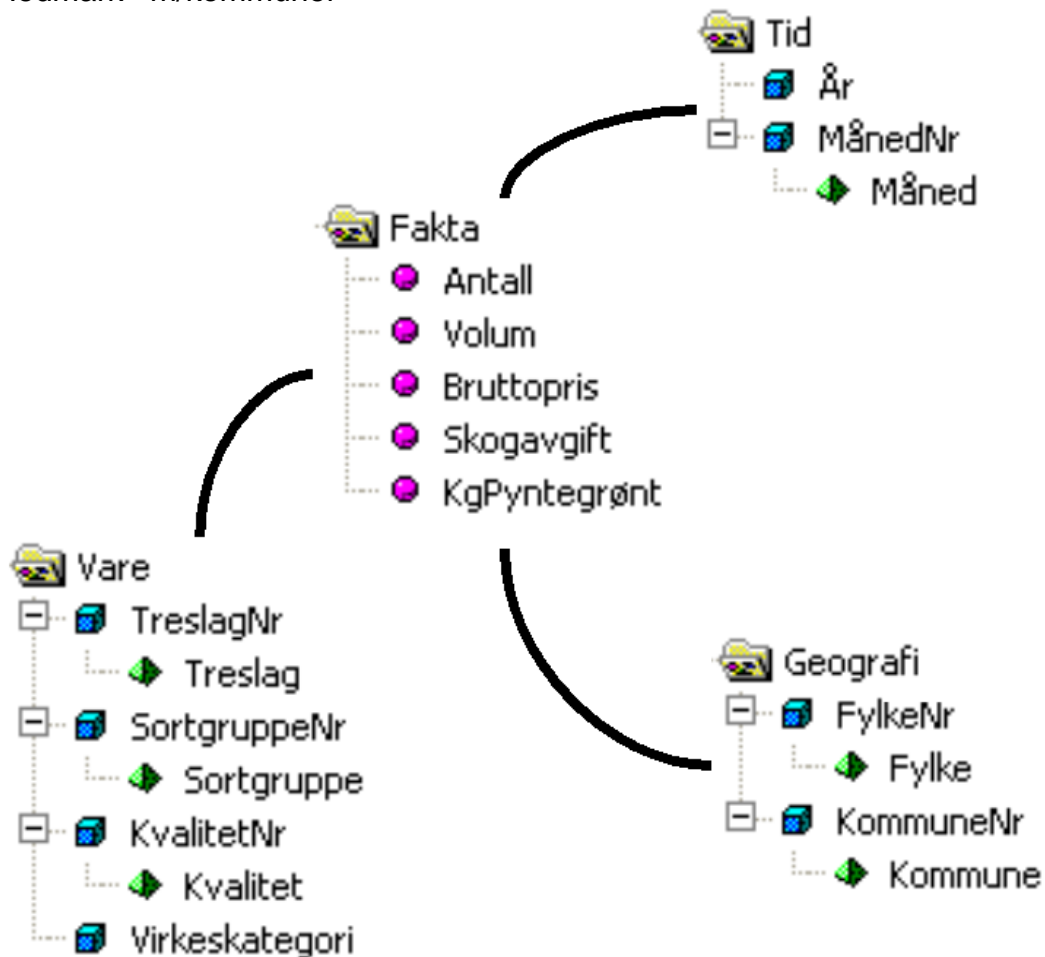 Tid
År
MånedNr
Måned
Fakta
Antall
Volum
Bruttopris
Skogavgift
KgPyntegrønt
Vare
TreslagNr
Treslag
SortgruppeNr
Sortgruppe
KvalitetNr
Kvalitet
Virkeskategori
Geografi
FylkeNr
Fylke
KommuneNr
Kommune